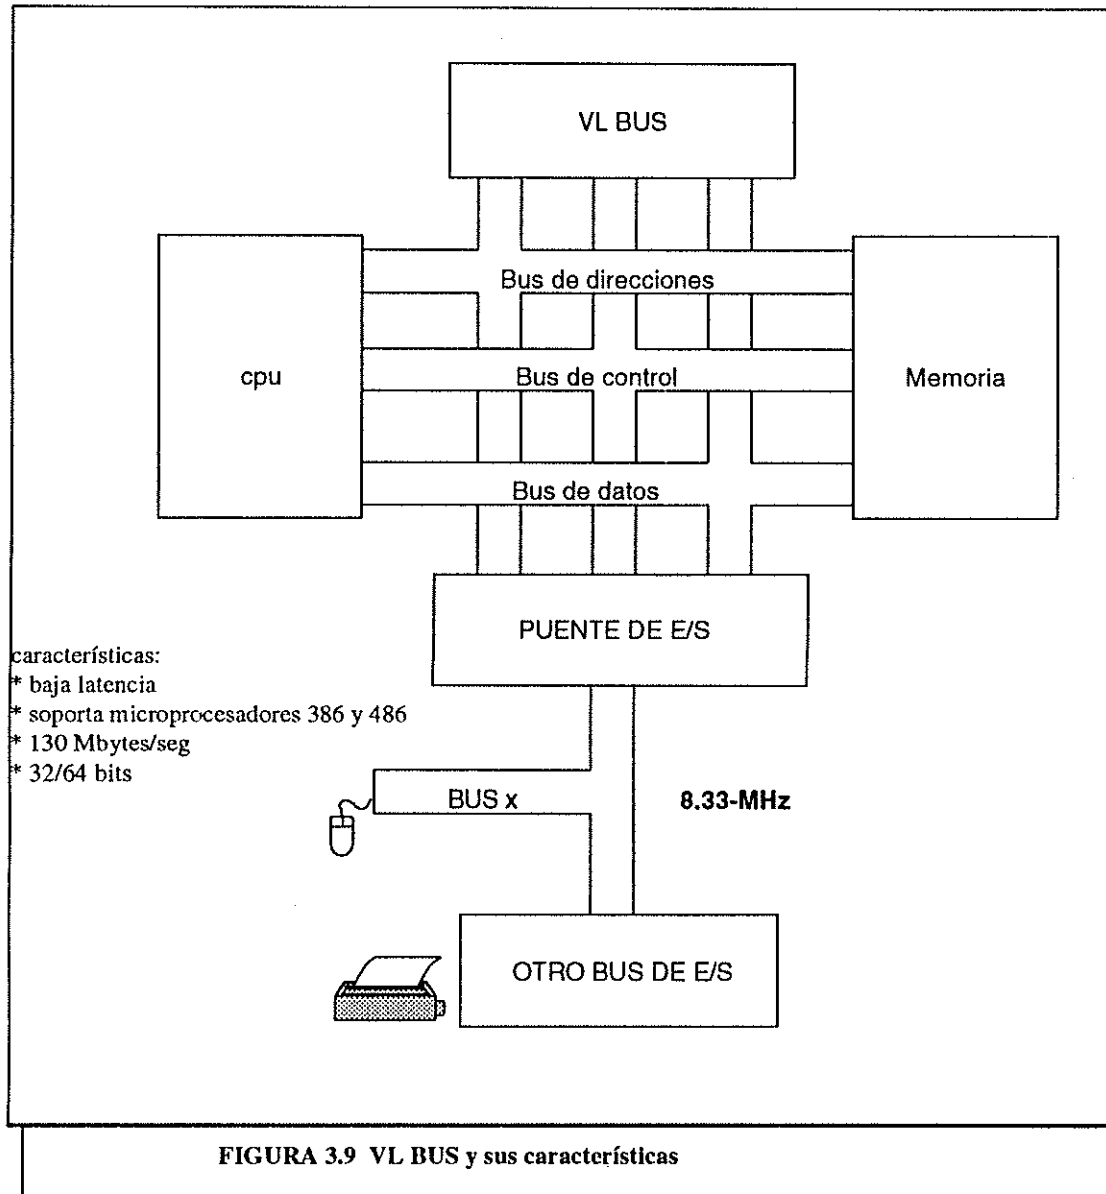 VL BUS
Bus de direcciones
cpu
Bus de control
Memoria
Bus de datos
PUENTE DE E/S
características:
* baja latencia
* soporta microprocesadores 386 y 486
* 130 Mbytes/seg
* 32/64 bits
BUS x
8.33-MHz
OTRO BUS DE E/S
FIGURA 3.9 VL BUS y sus características